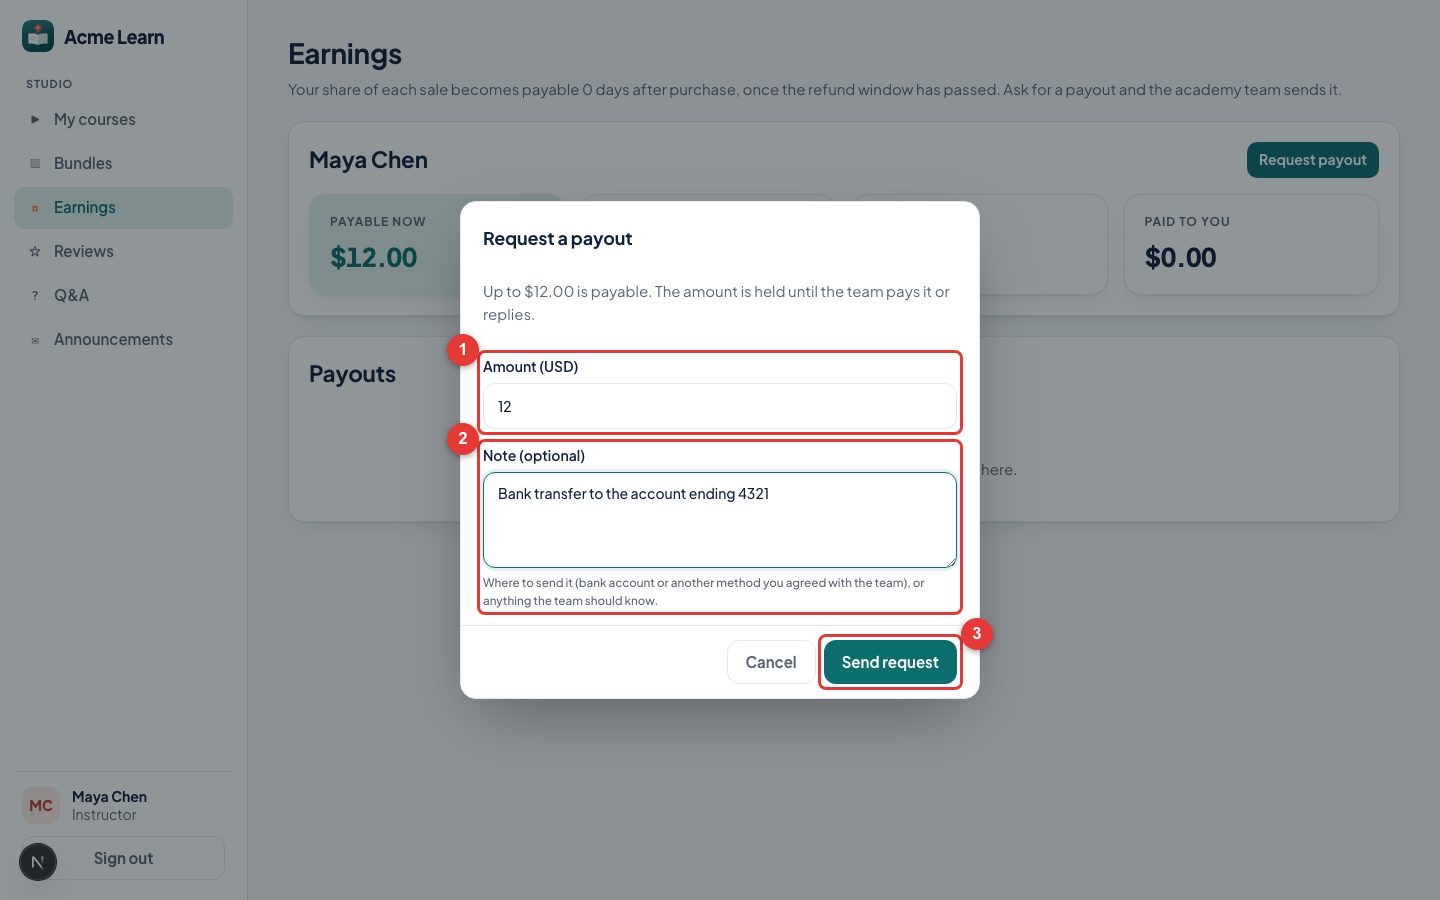 Acme Learn
STUDIO
My courses
Bundles
Earnings
Reviews
? Q&A
Announcements
Maya Chen
MC
Instructor
N
Sign out
Earnings
Your share of each sale becomes payable 0 days after purchase, once the refund window has passed. Ask for a payout and the academy team sends it.
Maya Chen
Request payout
PAYABLE NOW
$12.00
PAID TO YOU
$0.00
Payouts
here.
Request a payout
Up to $12.00 is payable. The amount is held until the team pays it or
replies.
1
Amount (USD)
12
2
Note (optional)
Bank transfer to the account ending 4321
Where to send it (bank account or another method you agreed with the team), or
anything the team should know.
3
Cancel
Send request